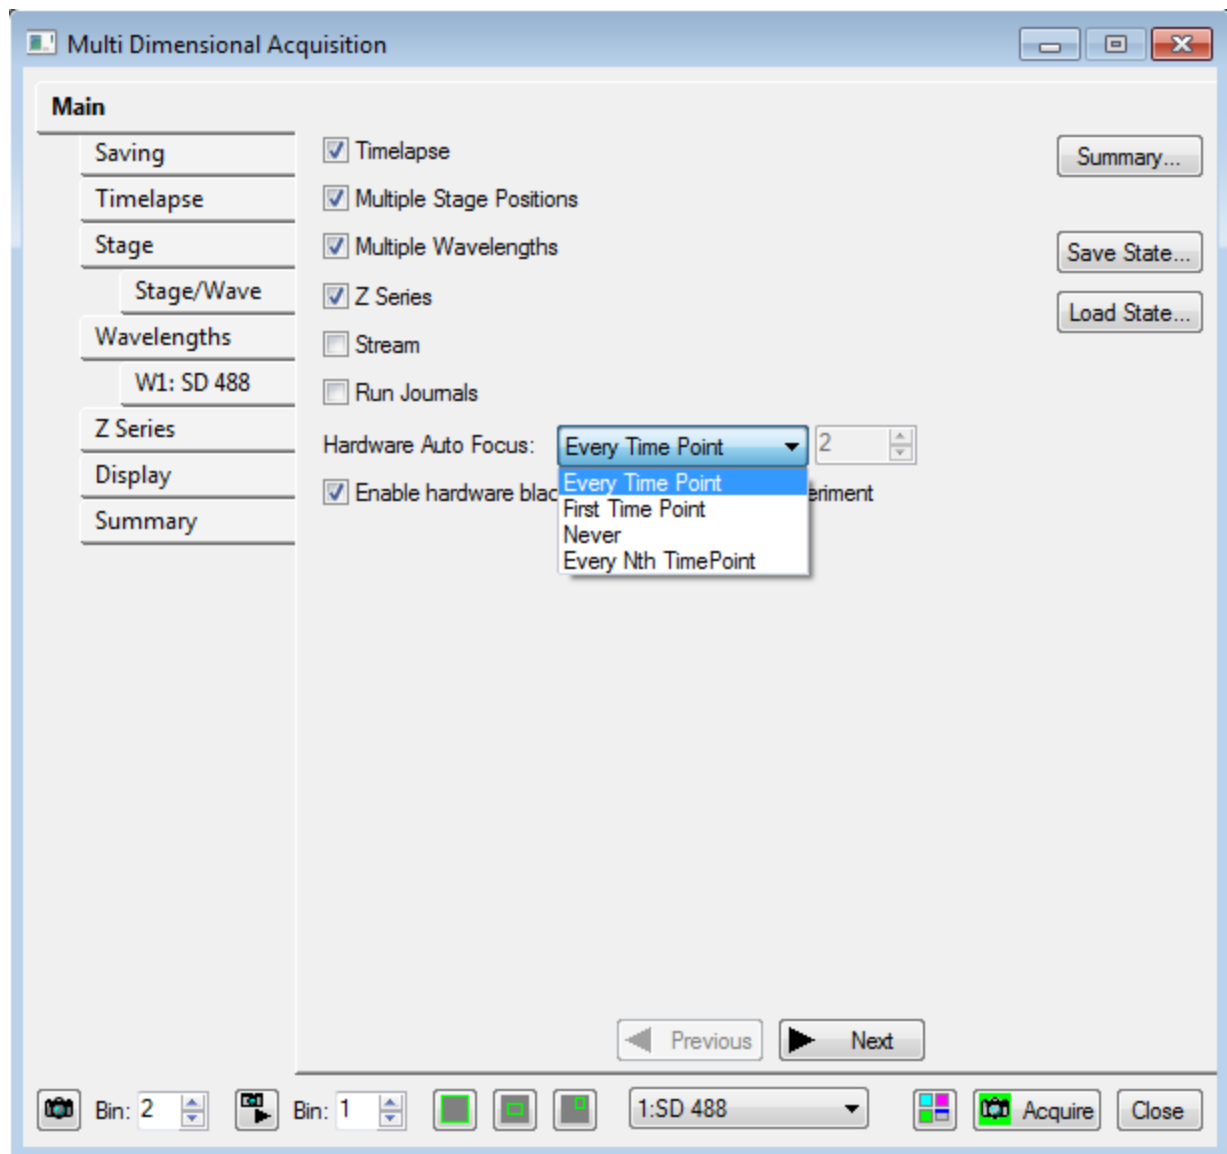 Multi Dimensional Acquisition
Main
Saving
Timelapse
Stage
Stage/Wave
Wavelengths
W1: SD 488
Z Series
Display
Summary
Timelapse
Multiple Stage Positions
Multiple Wavelengths
Z Series
Stream
Run Journals
Hardware Auto Focus: Every Time Point 2
Every Time Point
First Time Point
Never
Every Nth TimePoint
Enable hardware
Summary...
Save State...
Load State...
Previous Next
Bin: 2 Bin: 1 1:SD 488 Acquire Close